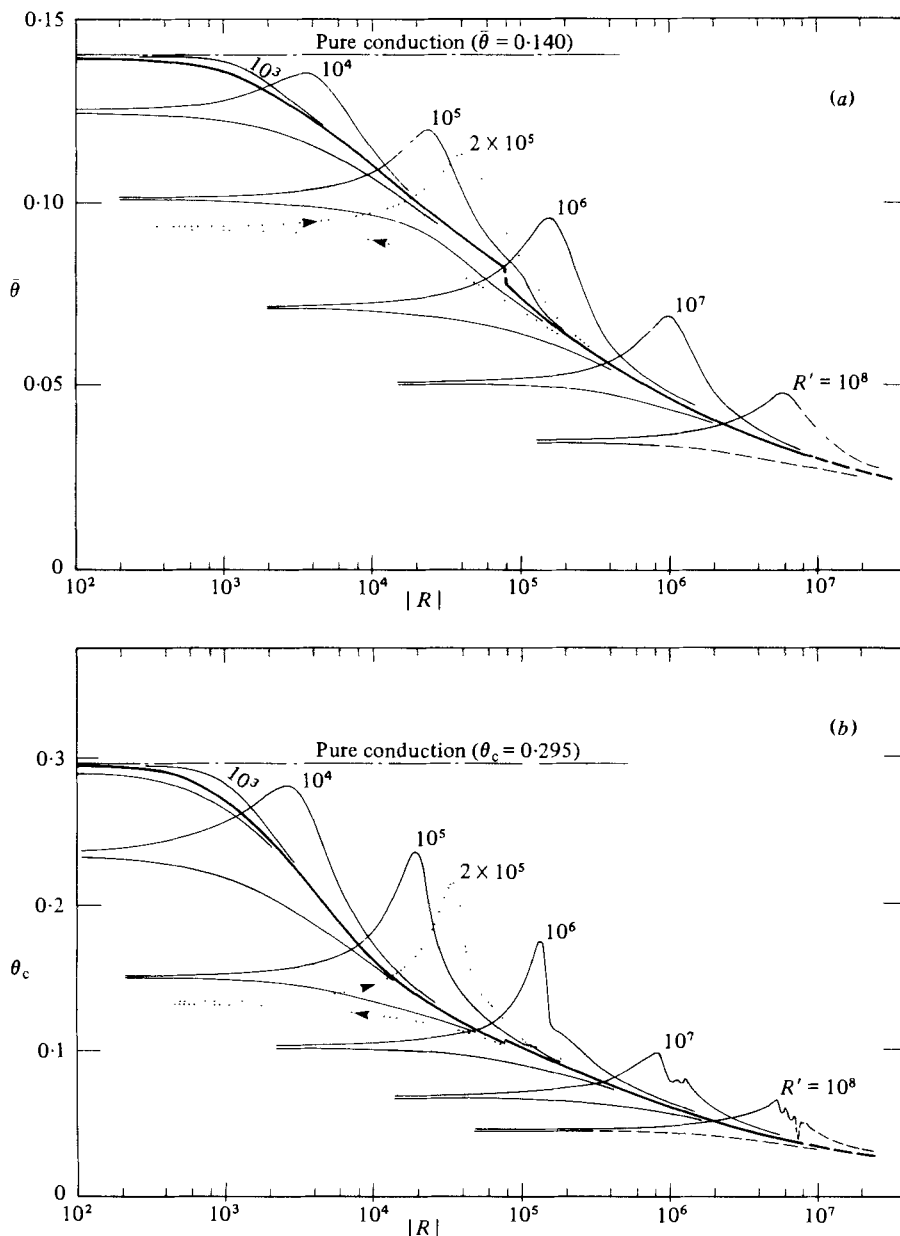 0·15
Pure conduction (θ̄ = 0·140)
(a)
10³
10⁴
10⁵
2 × 10⁵
0·10
10⁶
θ̄
10⁷
0·05
R' = 10⁸
0
10² 10³ 10⁴ 10⁵ 10⁶ 10⁷
|R|
(b)
0·3
Pure conduction (θc = 0·295)
10³
10⁴
10⁵
2 × 10⁵
0·2
10⁶
θc
0·1
10⁷
R' = 10⁸
0
10² 10³ 10⁴ 10⁵ 10⁶ 10⁷
|R|